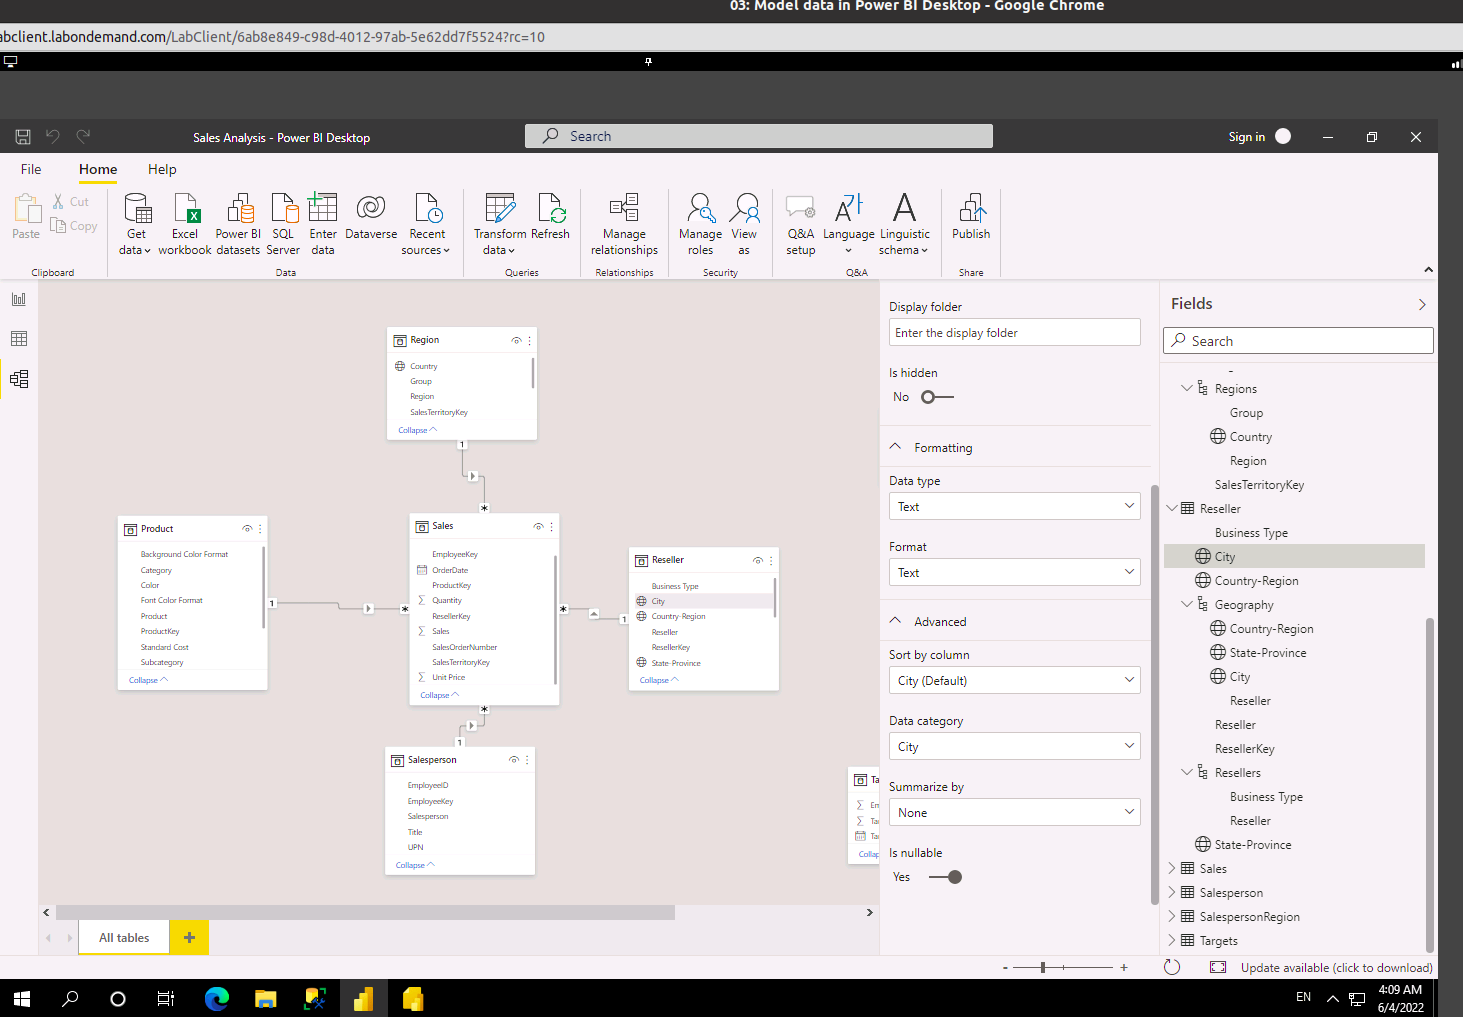 03: Model data in Power BI Desktop - Google Chrome
abclient.labondemand.com/LabClient/6ab8e849-c98d-4012-97ab-5e62dd7f5524?rc=10
Sales Analysis - Power BI Desktop
Search
Sign in
File
Home
Help
Paste
Cut
Copy
Get data
Excel workbook
Power BI datasets
SQL Server
Enter data
Dataverse
Recent sources
Transform data
Refresh
Manage relationships
Manage roles
View as
Q&A setup
Language
Linguistic schema
Publish
Clipboard
Data
Queries
Relationships
Security
Q&A
Share
Region
Country
Group
Region
SalesTerritoryKey
Collapse
1
*
Product
Background Color Format
Category
Color
Font Color Format
Product
ProductKey
Standard Cost
Subcategory
Collapse
1
*
Sales
EmployeeKey
OrderDate
ProductKey
Quantity
ResellerKey
Sales
SalesOrderNumber
SalesTerritoryKey
Unit Price
Collapse
*
1
Reseller
Business Type
City
Country-Region
Reseller
ResellerKey
State-Province
Collapse
*
1
Salesperson
EmployeeID
EmployeeKey
Salesperson
Title
UPN
Collapse
Ta
Em
Ta
Ta
Collap
All tables
Display folder
Enter the display folder
Is hidden
No
Formatting
Data type
Text
Format
Text
Advanced
Sort by column
City (Default)
Data category
City
Summarize by
None
Is nullable
Yes
Fields
Search
Regions
Group
Country
Region
SalesTerritoryKey
Reseller
Business Type
City
Country-Region
Geography
Country-Region
State-Province
City
Reseller
Reseller
ResellerKey
Resellers
Business Type
Reseller
State-Province
Sales
Salesperson
SalespersonRegion
Targets
Update available (click to download)
EN
4:09 AM
6/4/2022